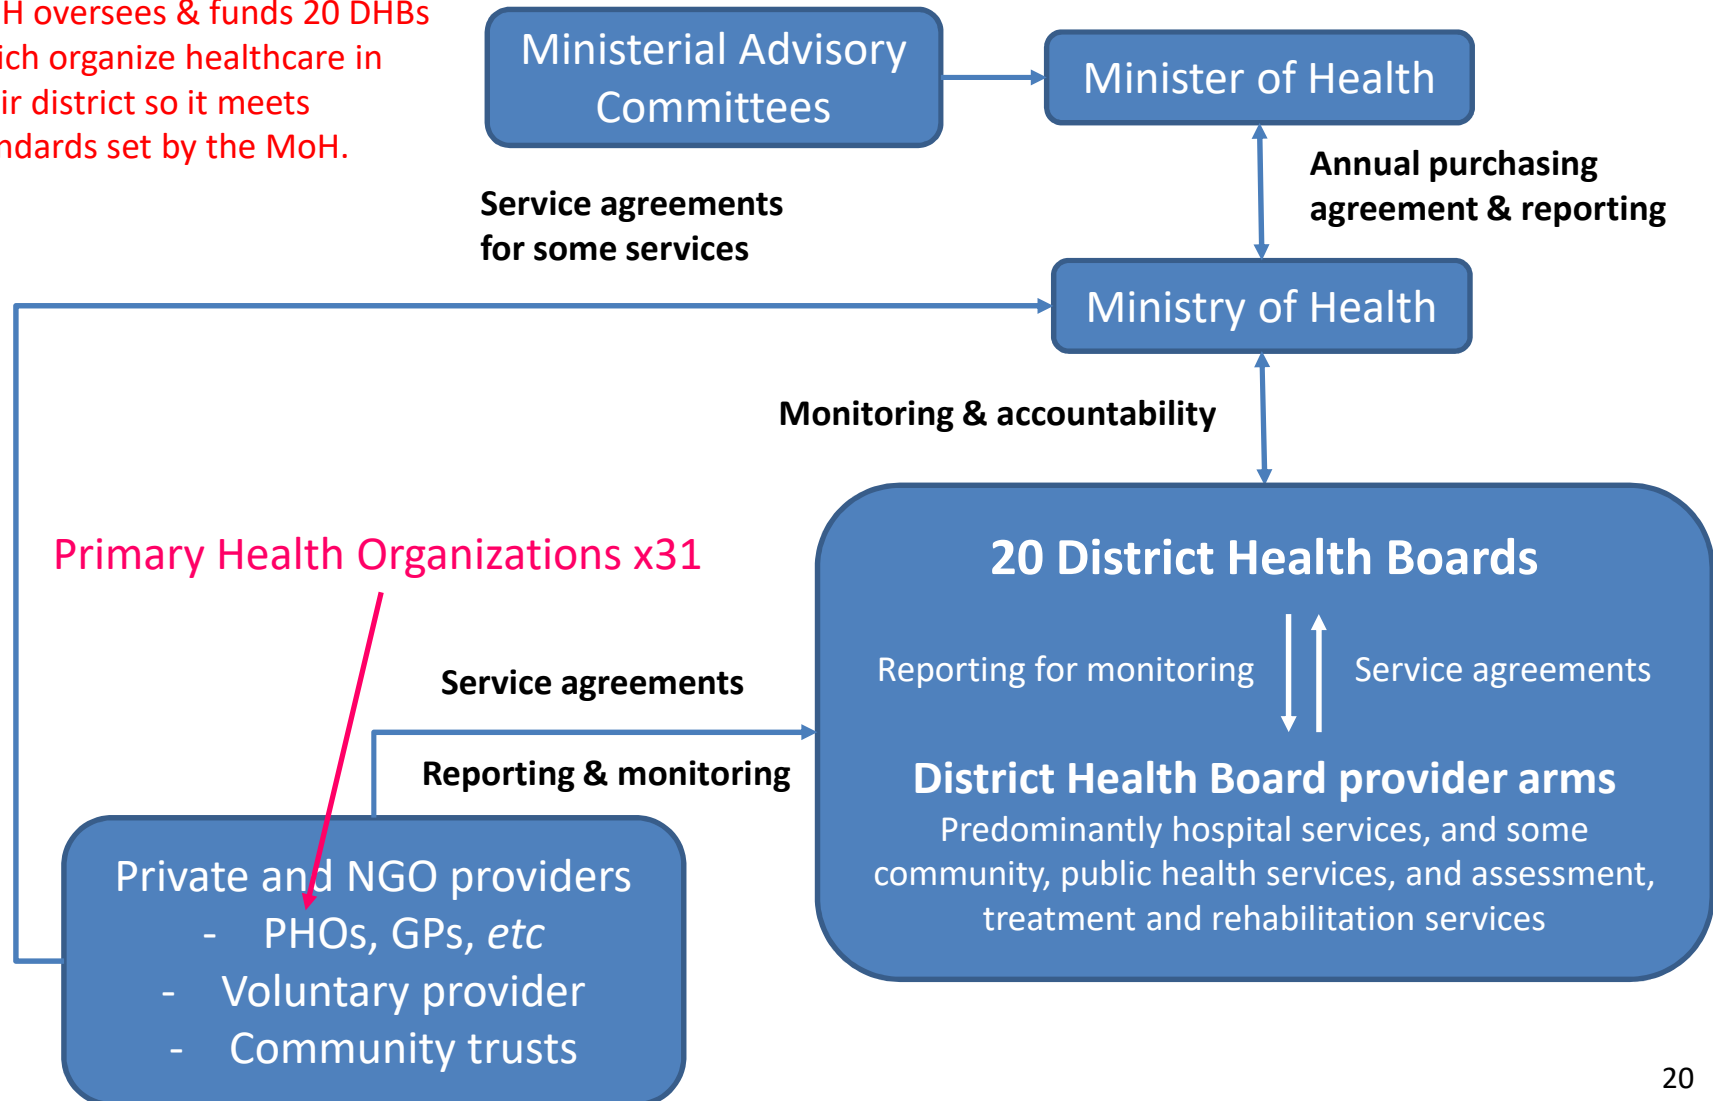 H oversees & funds 20 DHBs
ich organize healthcare in
ir district so it meets
ndards set by the MoH.
Ministerial Advisory
Committees
Minister of Health
Annual purchasing
agreement & reporting
Service agreements
for some services
Ministry of Health
Monitoring & accountability
Primary Health Organizations x31
Service agreements
Reporting & monitoring
Private and NGO providers
- PHOs, GPs, etc
- Voluntary provider
- Community trusts
20 District Health Boards
Reporting for monitoring
Service agreements
District Health Board provider arms
Predominantly hospital services, and some
community, public health services, and assessment,
treatment and rehabilitation services
20